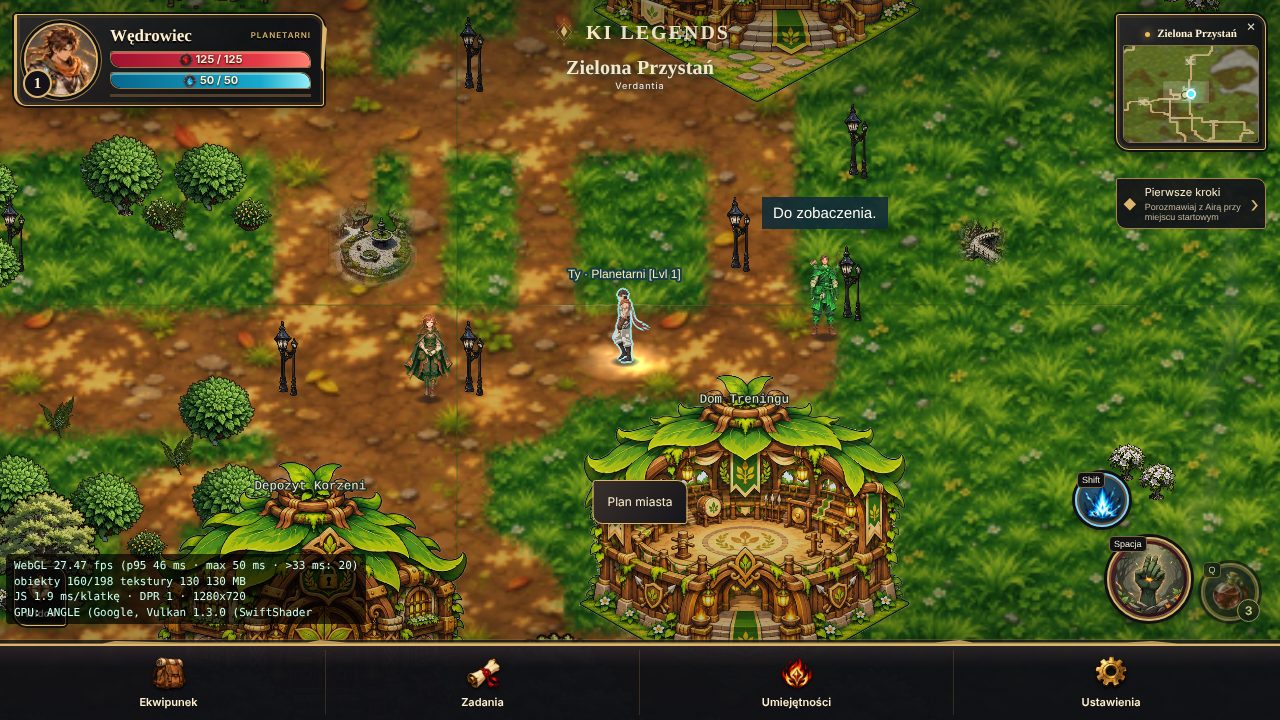 Wędrowiec
PLANETARNI
125 / 125
50 / 50
1
KI LEGENDS
Zielona Przystań
Verdantia
Zielona Przystań
×
Pierwsze kroki
Porozmawiaj z Airą przy
miejscu startowym
Do zobaczenia.
Ty · Planetarni [Lvl 1]
Dom Treningu
Depozyt Korzeni
Plan miasta
Shift
Spacja
Q
3
WebGL 27.47 fps (p95 46 ms · max 50 ms · >33 ms: 20)
obiekty 160/198 tekstury 130 130 MB
JS 1.9 ms/klatkę · DPR 1 · 1280x720
GPU: ANGLE (Google, Vulkan 1.3.0 (SwiftShader
Ekwipunek
Zadania
Umiejętności
Ustawienia